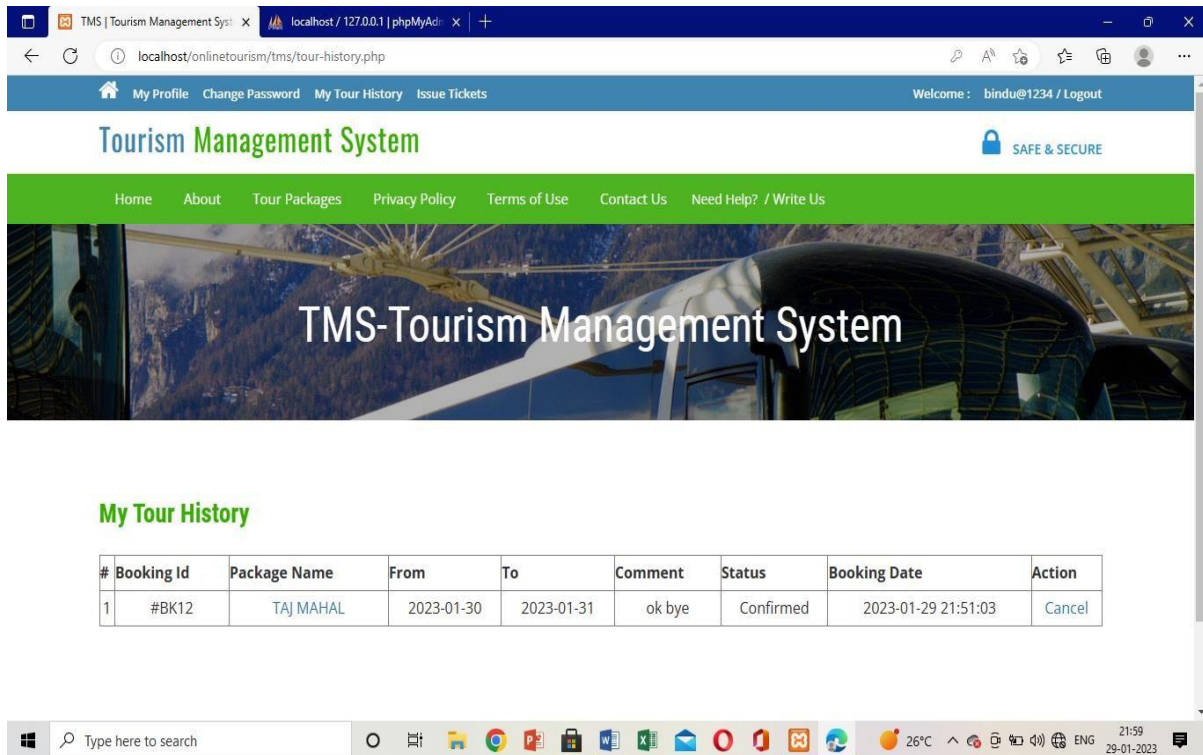 TMS | Tourism Management Syst
localhost / 127.0.0.1 | phpMyAdm
localhost/onlinetourism/tms/tour-history.php
My Profile Change Password My Tour History Issue Tickets Welcome : bindu@1234 / Logout
Tourism Management System
SAFE & SECURE
Home About Tour Packages Privacy Policy Terms of Use Contact Us Need Help? / Write Us
TMS-Tourism Management System
My Tour History
# Booking Id Package Name From To Comment Status Booking Date Action
1 #BK12 TAJ MAHAL 2023-01-30 2023-01-31 ok bye Confirmed 2023-01-29 21:51:03 Cancel
Type here to search
26°C ENG 21:59
29-01-2023